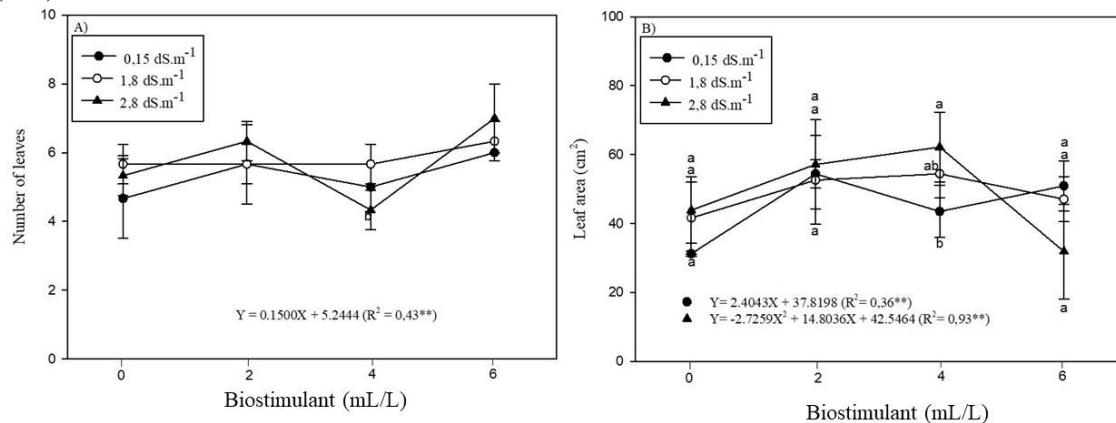 A)
0,15 dS.m⁻¹
1,8 dS.m⁻¹
2,8 dS.m⁻¹
10
8
6
4
2
0
Number of leaves
b
Y = 0.1500X + 5.2444 (R² = 0,43**)
0 2 4 6
Biostimulant (mL/L)
B)
0,15 dS.m⁻¹
1,8 dS.m⁻¹
2,8 dS.m⁻¹
100
80
60
40
20
0
Leaf area (cm²)
a
a
a
a
a
a
a
ab
b
a
a
a
Y= 2.4043X + 37.8198 (R²= 0,36**)
Y= -2.7259X² + 14.8036X + 42.5464 (R²= 0,93**)
0 2 4 6
Biostimulant (mL/L)